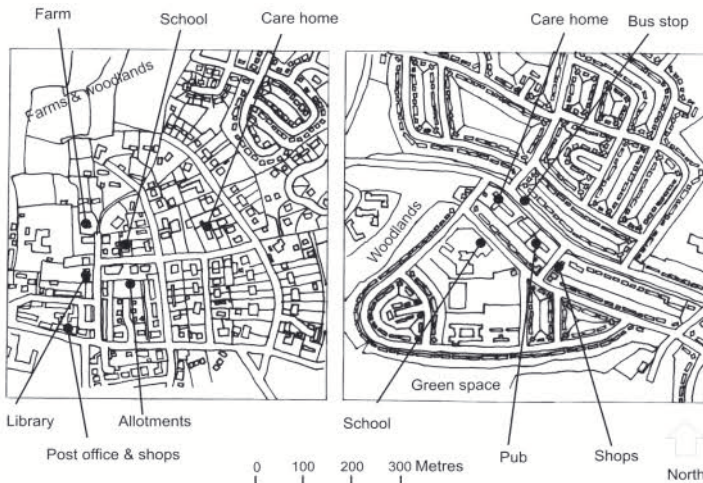 Farm
School
Care home
Farms & woodlands
Library
Allotments
Post office & shops
Care home
Bus stop
Woodlands
Green space
School
Pub
Shops
0 100 200 300 Metres
North